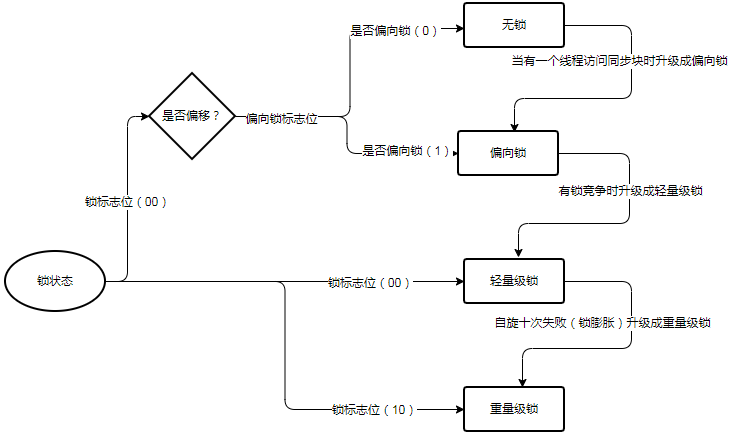 无锁
是否偏向锁（0）
当有一个线程访问同步块时升级成偏向锁
是否偏移？
偏向锁标志位
是否偏向锁（1）
偏向锁
有锁竞争时升级成轻量级锁
锁标志位（00）
锁状态
锁标志位（00）
轻量级锁
自旋十次失败（锁膨胀）升级成重量级锁
锁标志位（10）
重量级锁